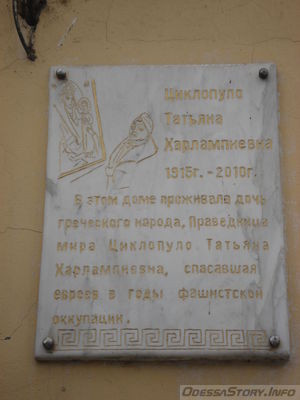 Циклопуло
Татьяна
Харлампиевна
1915г. -2010г.
В этом доме проживала дочь
греческого народа, Праведница
мира Циклопуло Татьяна
Харлампиевна, спасавшая
евреев в годы фашистской
оккупации.
OdessaStory.Info